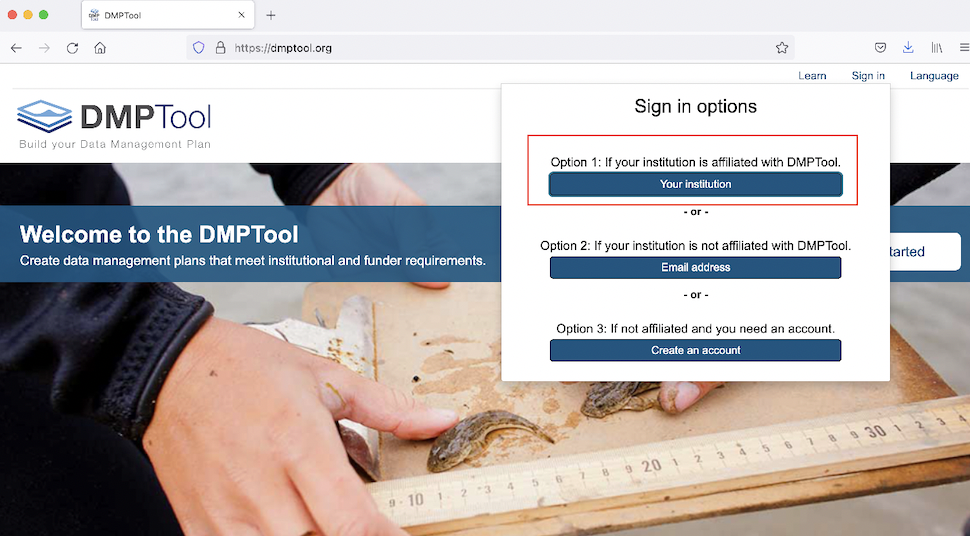 DMPTool
https://dmptool.org
Learn
Sign in
Language
DMPTool
Build your Data Management Plan
Sign in options
Option 1: If your institution is affiliated with DMPTool.
Your institution
- or -
Welcome to the DMPTool
Create data management plans that meet institutional and funder requirements.
Option 2: If your institution is not affiliated with DMPTool.
Email address
tarted
- or -
Option 3: If not affiliated and you need an account.
Create an account
9 10 1 2 3 4 5 6 7 8 9 20 1 2 3 4 5 6 7 8 9 30 1 2 3 4